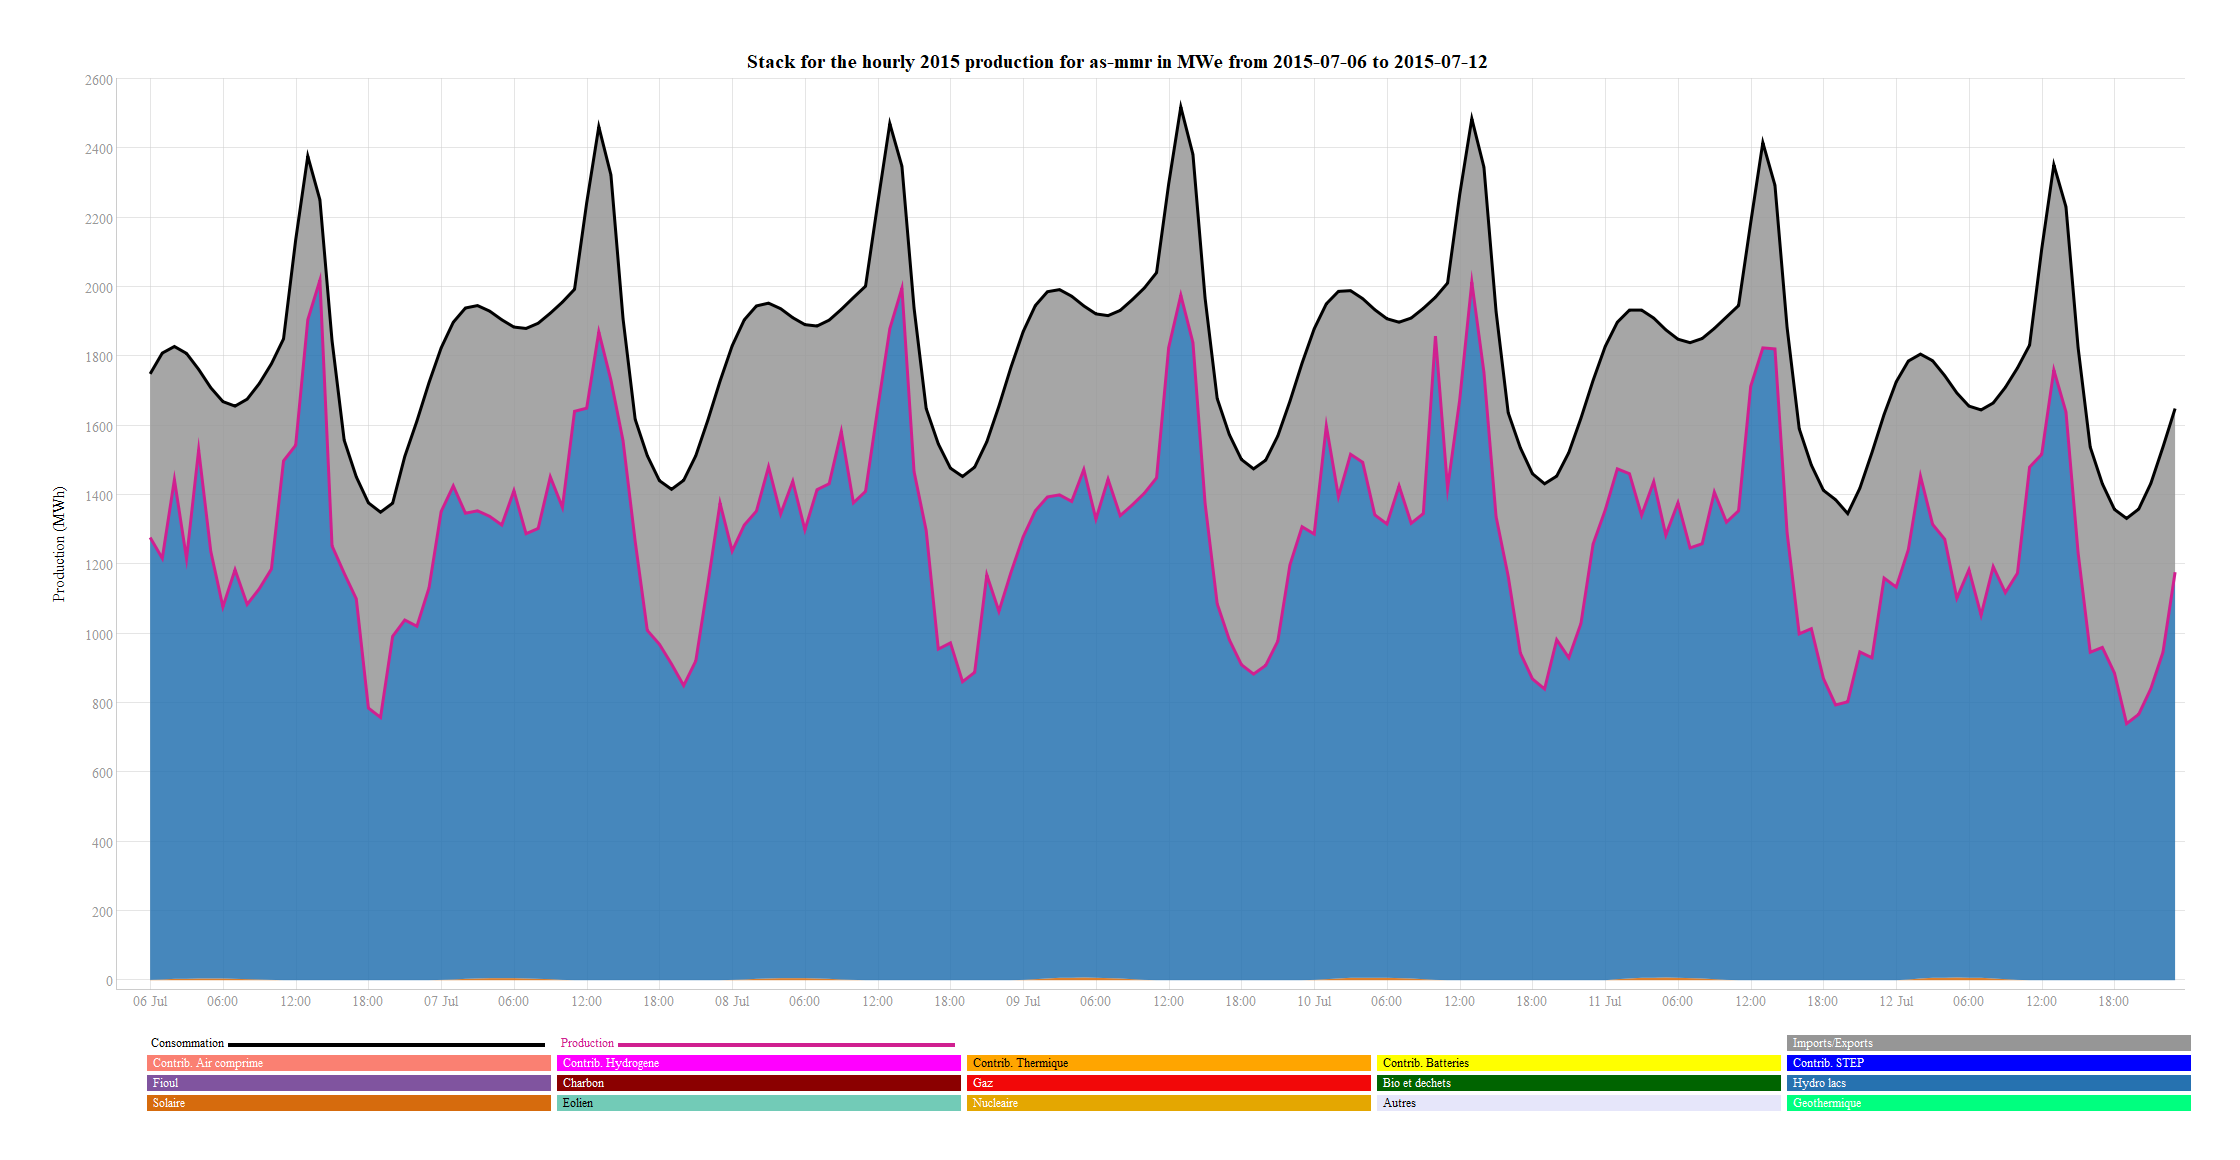 Stack for the hourly 2015 production for as-mmr in MWe from 2015-07-06 to 2015-07-12
2600
2400
2200
2000
1800
1600
1400
1200
1000
800
600
400
200
0
Production (MWh)
06 Jul 06:00 12:00 18:00 07 Jul 06:00 12:00 18:00 08 Jul 06:00 12:00 18:00 09 Jul 06:00 12:00 18:00 10 Jul 06:00 12:00 18:00 11 Jul 06:00 12:00 18:00 12 Jul 06:00 12:00 18:00
Consommation Production Imports/Exports
Contrib. Air comprime Contrib. Hydrogene Contrib. Thermique Contrib. Batteries Contrib. STEP
Fioul Charbon Gaz Bio et dechets Hydro lacs
Solaire Eolien Nucleaire Autres Geothermique